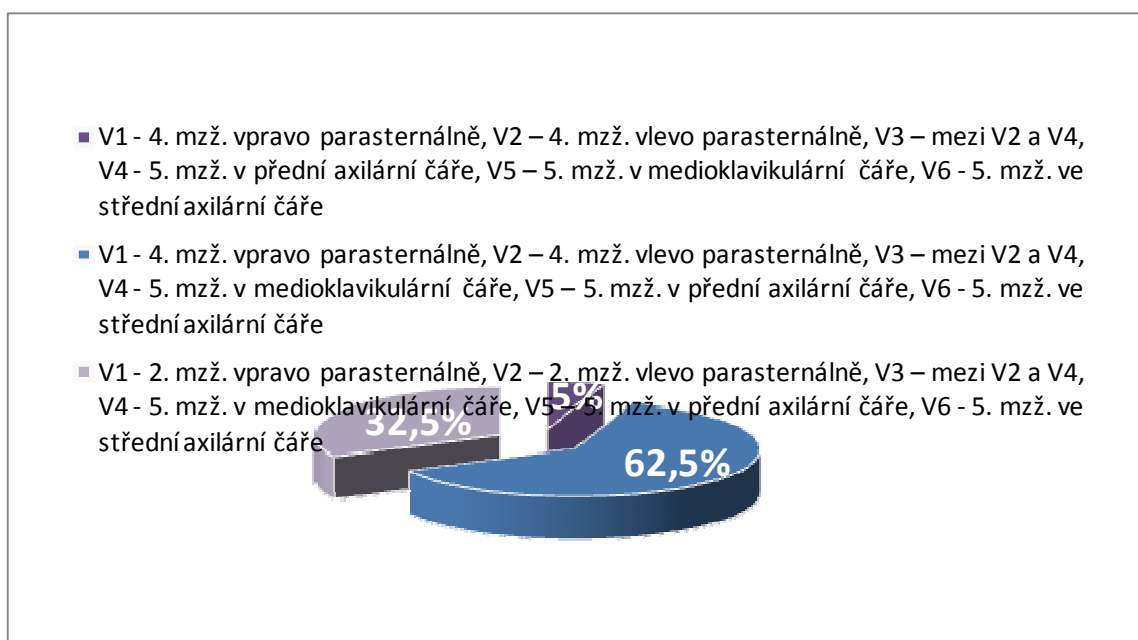 V1 - 4. mzž. vpravo parasternálně, V2 – 4. mzž. vlevo parasternálně, V3 – mezi V2 a V4,
V4 - 5. mzž. v přední axilární čáře, V5 – 5. mzž. v medioklavikulární čáře, V6 - 5. mzž. ve
střední axilární čáře
V1 - 4. mzž. vpravo parasternálně, V2 – 4. mzž. vlevo parasternálně, V3 – mezi V2 a V4,
V4 - 5. mzž. v medioklavikulární čáře, V5 – 5. mzž. v přední axilární čáře, V6 - 5. mzž. ve
střední axilární čáře
V1 - 2. mzž. vpravo parasternálně, V2 – 2. mzž. vlevo parasternálně, V3 – mezi V2 a V4,
V4 - 5. mzž. v medioklavikulární čáře, V5 – 5. mzž. v přední axilární čáře, V6 - 5. mzž. ve
střední axilární čáře
5%
32,5%
62,5%